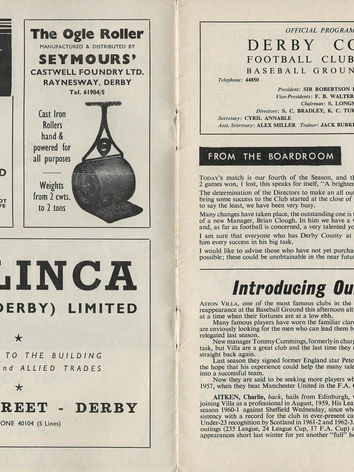 The Ogle Roller
MANUFACTURED & DISTRIBUTED BY
SEYMOURS'
CASTWELL FOUNDRY LTD.
RAYNESWAY, DERBY
Tel. 61984/5
Cast Iron
Rollers
hand &
powered for
all purposes
Weights
from 2 cwts.
to 2 tons
LINCA
(DERBY) LIMITED
TO THE BUILDING
and ALLIED TRADES
REET - DERBY
ONE 40104 (5 Lines)
OFFICIAL PROGRAM
DERBY CO
FOOTBALL CLUB
BASEBALL GROUN
Telephone: 44850
President: SIR ROBERTSON
Vice-Presidents: F. B. WALTER
Chairman: S. LONG
Directors: S. C. BRADLEY, K. C. TUR
Secretary: CYRIL ANNABLE
Asst. Secretary: ALEX MILLER Trainer: JACK BURKE
FROM THE BOARDROOM
TODAY'S match is our fourth of the Season, and th
2 games won, 1 lost, this speaks for itself, "A brighte
The determination of the Directors to make an all out
bring some success to the Club started at the close of
to say the least, we have been very busy.
Many changes have taken place, the outstanding one is
of a new Manager, Brian Clough. In him we have a
and, as far as football is concerned, a very talented yo
I am sure that everyone who has Derby County at
him every success in his big task.
I would like to advise those who have not yet purchas
possible; these could be unobtainable in the near futur
Introducing Ou
ASTON VILLA, one of the most famous clubs in the
reappearance at the Baseball Ground this afternoon aft
at a time when their fortunes are at a low ebb.
Many famous players have worn the familiar clar
are obviously looking for the men who can lead them b
relegated last season.
New manager Tommy Cummings, formerly in charg
task, but Villa are a great club and the last time they
straight back again.
Last season they signed former England star Pete
the hope that his experience could help the many tale
into a successful team.
Now they are said to be seeking more players wi
1957, when they beat Manchester United in the F.A.
AITKEN, Charlie, back, hails from Edinburgh,
joining Villa as a professional in August, 1959. His Lea
season 1960-1 against Sheffield Wednesday, since wh
sistency with a record for the club in ever-present ca
Under-23 recognition by Scotland in 1961-2 and 1962-3
outings (235 League, 24 League Cup, 17 F.A. Cup) a
appearances short last winter for yet another "full"